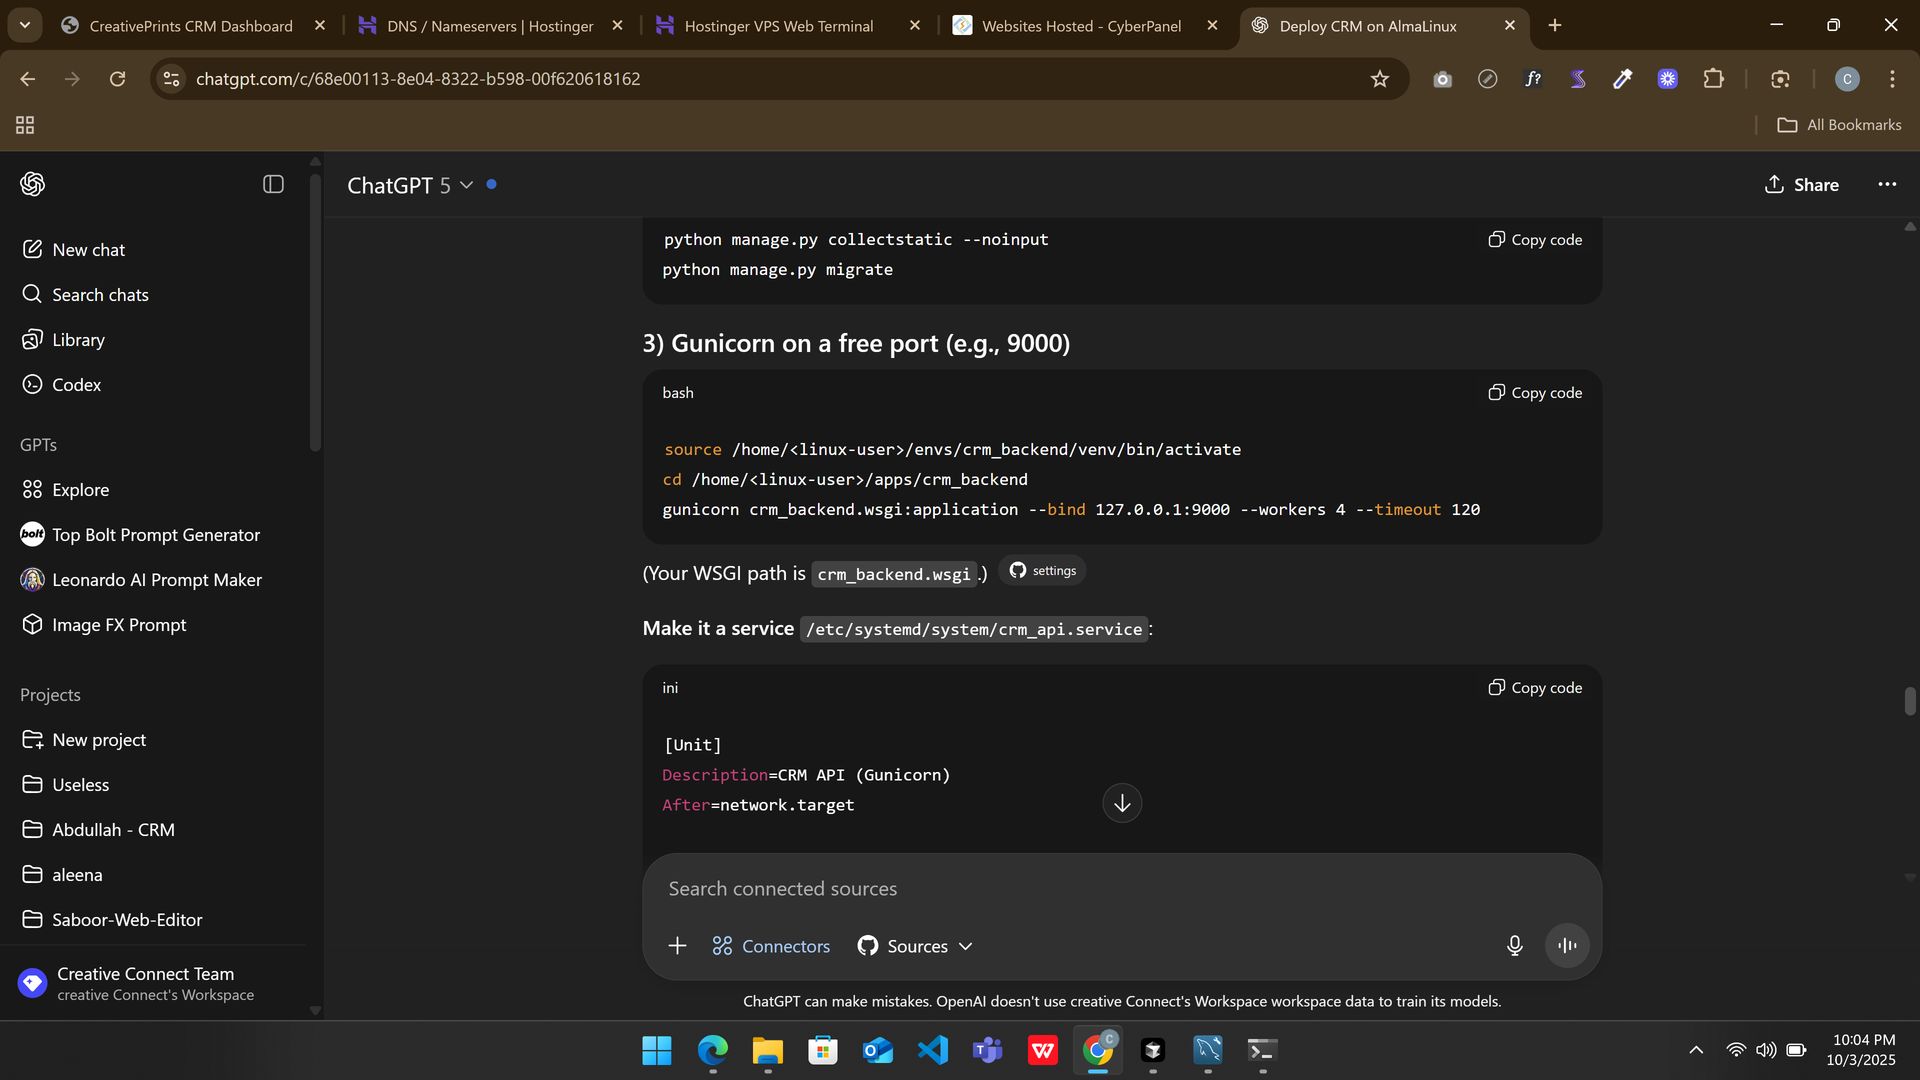 CreativePrints CRM Dashboard
DNS / Nameservers | Hostinger
Hostinger VPS Web Terminal
Websites Hosted - CyberPanel
Deploy CRM on AlmaLinux
chatgpt.com/c/68e00113-8e04-8322-b598-00f620618162
f?
C
All Bookmarks
ChatGPT 5
Share
New chat
Search chats
Library
Codex
GPTs
Explore
bolt Top Bolt Prompt Generator
Leonardo AI Prompt Maker
Image FX Prompt
Projects
New project
Useless
Abdullah - CRM
aleena
Saboor-Web-Editor
Creative Connect Team
creative Connect's Workspace
python manage.py collectstatic --noinput
Copy code
python manage.py migrate
3) Gunicorn on a free port (e.g., 9000)
bash
Copy code
source /home/<linux-user>/envs/crm_backend/venv/bin/activate
cd /home/<linux-user>/apps/crm_backend
gunicorn crm_backend.wsgi:application --bind 127.0.0.1:9000 --workers 4 --timeout 120
(Your WSGI path is crm_backend.wsgi.) settings
Make it a service /etc/systemd/system/crm_api.service:
ini
Copy code
[Unit]
Description=CRM API (Gunicorn)
After=network.target
Search connected sources
Connectors
Sources
ChatGPT can make mistakes. OpenAI doesn't use creative Connect's Workspace workspace data to train its models.
C
10:04 PM
10/3/2025